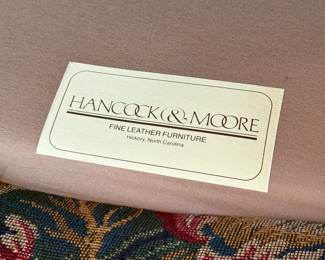 HANCOCK & MOORE
FINE LEATHER FURNITURE
Hickory, North Carolina